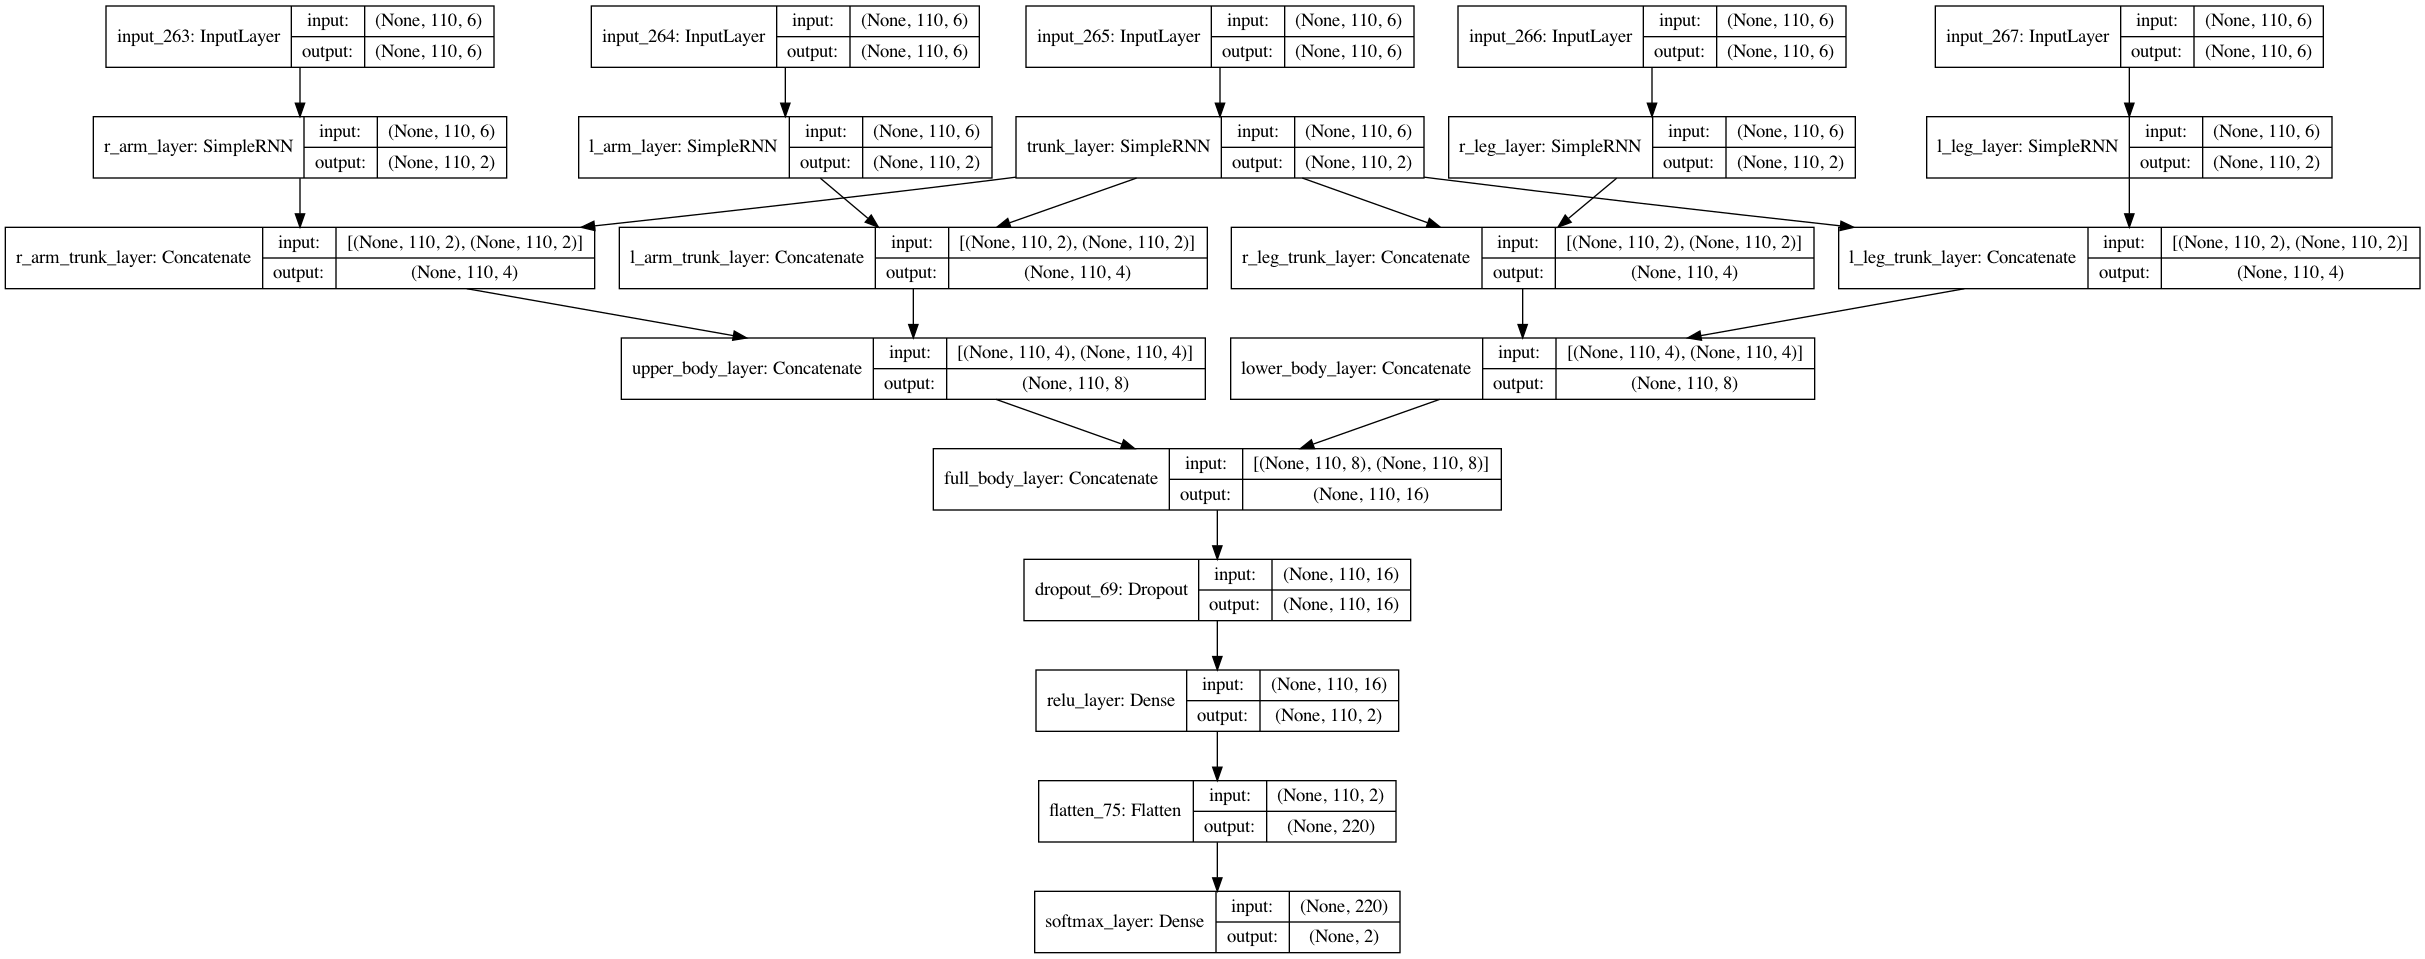 input_263: InputLayer input: (None, 110, 6)
output: (None, 110, 6)
input_264: InputLayer input: (None, 110, 6)
output: (None, 110, 6)
input_265: InputLayer input: (None, 110, 6)
output: (None, 110, 6)
input_266: InputLayer input: (None, 110, 6)
output: (None, 110, 6)
input_267: InputLayer input: (None, 110, 6)
output: (None, 110, 6)
r_arm_layer: SimpleRNN input: (None, 110, 6)
output: (None, 110, 2)
l_arm_layer: SimpleRNN input: (None, 110, 6)
output: (None, 110, 2)
trunk_layer: SimpleRNN input: (None, 110, 6)
output: (None, 110, 2)
r_leg_layer: SimpleRNN input: (None, 110, 6)
output: (None, 110, 2)
l_leg_layer: SimpleRNN input: (None, 110, 6)
output: (None, 110, 2)
r_arm_trunk_layer: Concatenate input: [(None, 110, 2), (None, 110, 2)]
output: (None, 110, 4)
l_arm_trunk_layer: Concatenate input: [(None, 110, 2), (None, 110, 2)]
output: (None, 110, 4)
r_leg_trunk_layer: Concatenate input: [(None, 110, 2), (None, 110, 2)]
output: (None, 110, 4)
l_leg_trunk_layer: Concatenate input: [(None, 110, 2), (None, 110, 2)]
output: (None, 110, 4)
upper_body_layer: Concatenate input: [(None, 110, 4), (None, 110, 4)]
output: (None, 110, 8)
lower_body_layer: Concatenate input: [(None, 110, 4), (None, 110, 4)]
output: (None, 110, 8)
full_body_layer: Concatenate input: [(None, 110, 8), (None, 110, 8)]
output: (None, 110, 16)
dropout_69: Dropout input: (None, 110, 16)
output: (None, 110, 16)
relu_layer: Dense input: (None, 110, 16)
output: (None, 110, 2)
flatten_75: Flatten input: (None, 110, 2)
output: (None, 220)
softmax_layer: Dense input: (None, 220)
output: (None, 2)